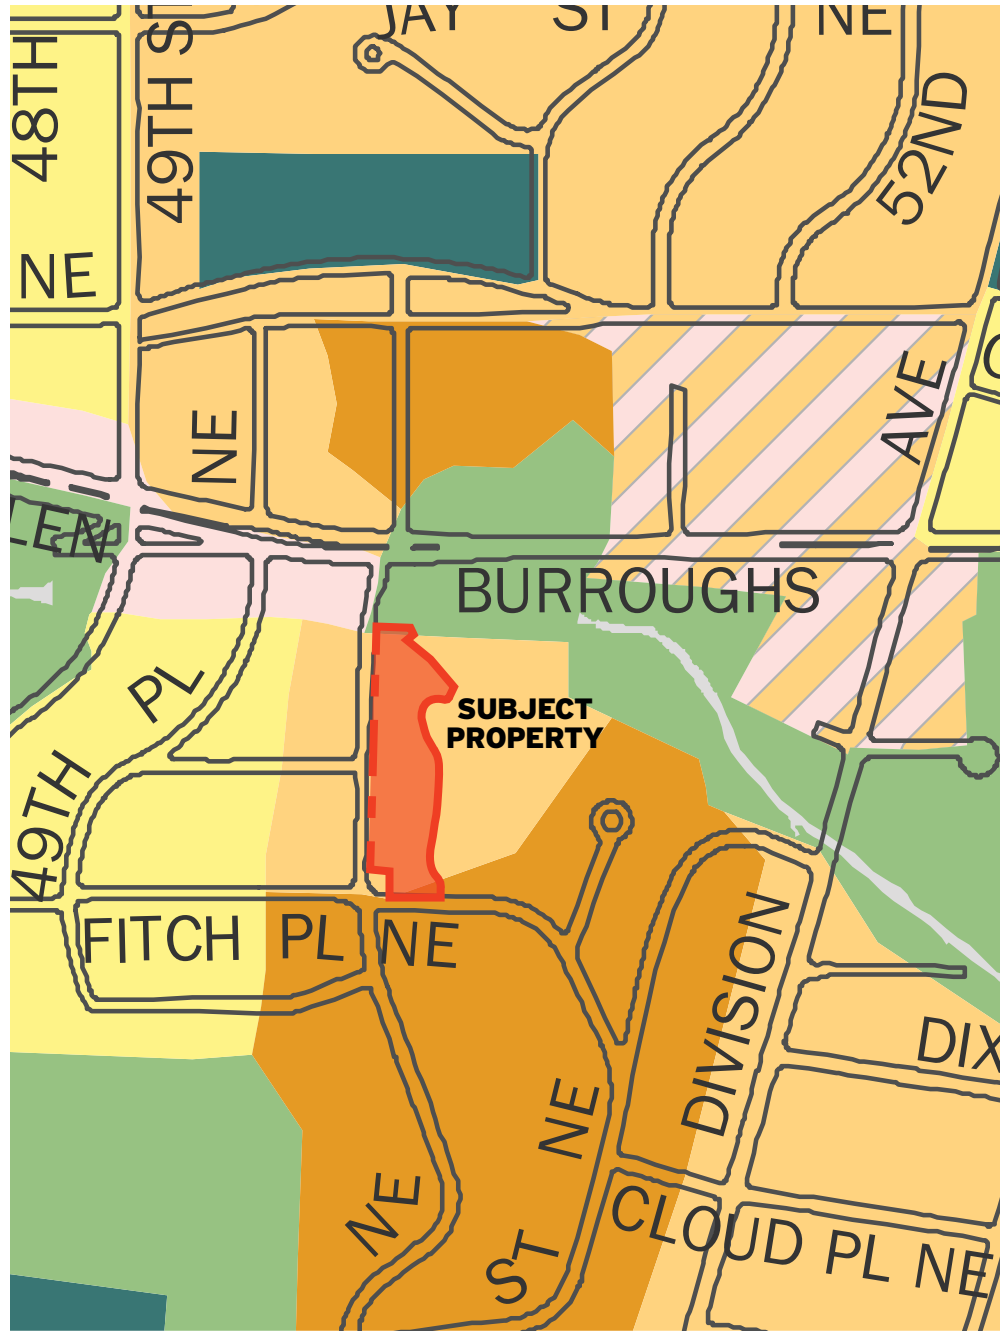 JAY ST NE
48TH
49TH ST
52ND
NE
AVE
NE
LEN
BURROUGHS
PL
SUBJECT
PROPERTY
49TH
FITCH PL NE
DIVISION
DIX
NE
NE
ST
CLOUD PL NE